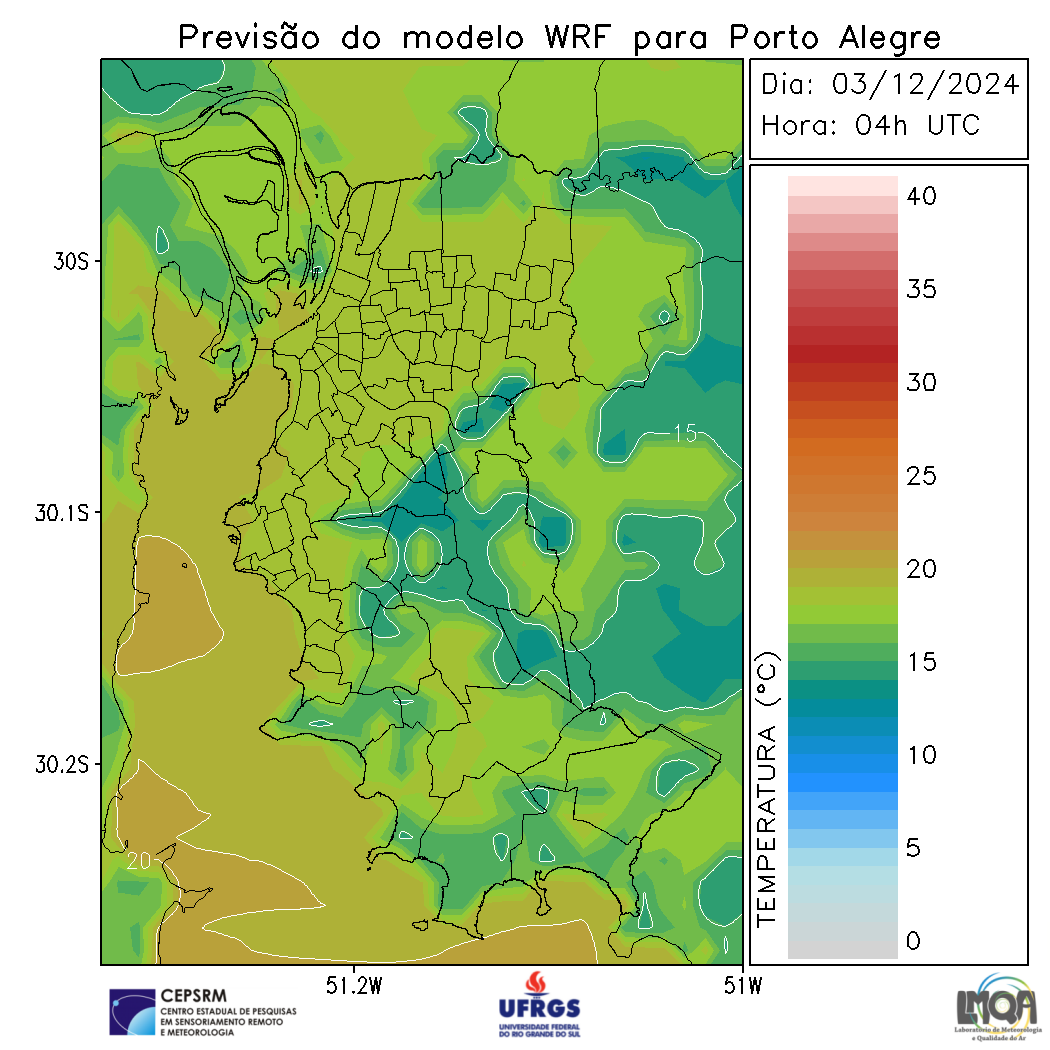 Previsão do modelo WRF para Porto Alegre
Dia: 03/12/2024
Hora: 04h UTC
40
35
30
25
20
15
10
5
0
TEMPERATURA (°C)
30S
30.1S
30.2S
51.2W
51W
15
20
CEPSRM
CENTRO ESTADUAL DE PESQUISAS
EM SENSORIAMENTO REMOTO
E METEOROLOGIA
UFRGS
UNIVERSIDADE FEDERAL
DO RIO GRANDE DO SUL
LMQA
Laboratório de Meteorologia
e Qualidade do Ar